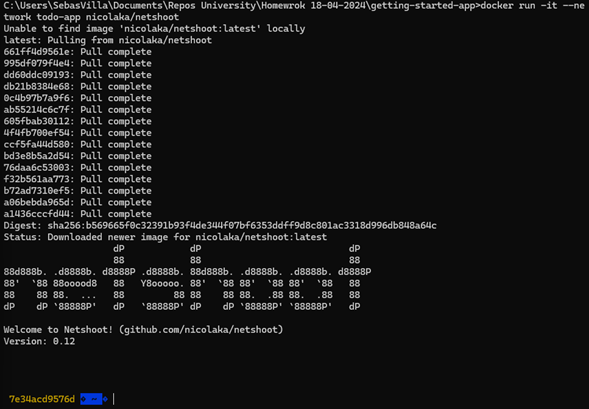 C:\Users\SebasVilla\Documents\Repos University\Homewrok 18-04-2024\getting-started-app>docker run -it --ne
twork todo-app nicolaka/netshoot
Unable to find image 'nicolaka/netshoot:latest' locally
latest: Pulling from nicolaka/netshoot
661ff4d9561e: Pull complete
995df079f4e4: Pull complete
dd60ddc09193: Pull complete
db21b8384e68: Pull complete
0c4b97b7a9f6: Pull complete
ab55214c6c7f: Pull complete
605fbab30112: Pull complete
4f4fb700ef54: Pull complete
ccf5fa44d580: Pull complete
bd3e8b5a2d54: Pull complete
76daa6c53003: Pull complete
f32b561aa773: Pull complete
b72ad7310ef5: Pull complete
a06bebda965d: Pull complete
a1436cccfd44: Pull complete
Digest: sha256:b569665f0c32391b93f4de344f07bf6353ddff9d8c801ac3318d996db848a64c
Status: Downloaded newer image for nicolaka/netshoot:latest
                    dP           dP                         dP
                    88           88                         88
88d888b. .d8888b. d8888P .d8888b. 88d888b. .d8888b. .d8888b. d8888P
88'  `88 88ooood8   88   Y8ooooo. 88'  `88 88'  `88 88'  `88   88
88    88 88.  ...   88         88 88    88 88.  .88 88.  .88   88
dP    dP `88888P'   dP   `88888P' dP    dP `88888P' `88888P'   dP
Welcome to Netshoot! (github.com/nicolaka/netshoot)
Version: 0.12
7e34acd9576d ~